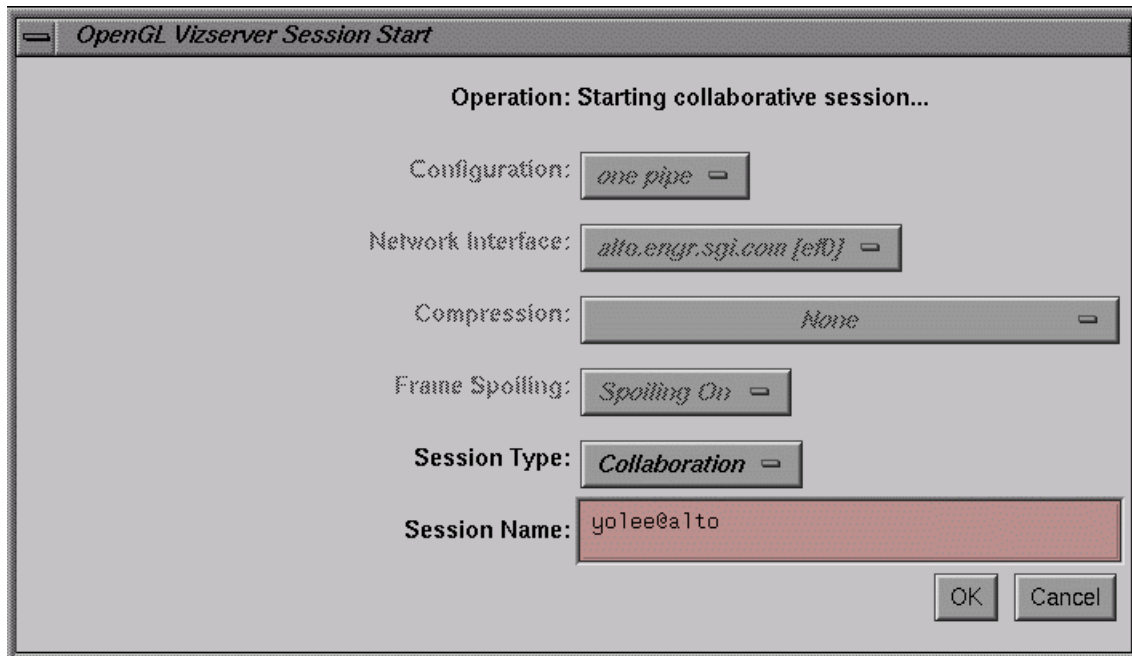 OpenGL Vizserver Session Start
Operation: Starting collaborative session...
Configuration: one pipe
Network Interface: alto.engr.sgi.com [ef0]
Compression: None
Frame Spoiling: Spoiling On
Session Type: Collaboration
Session Name: yolee@alto
OK Cancel